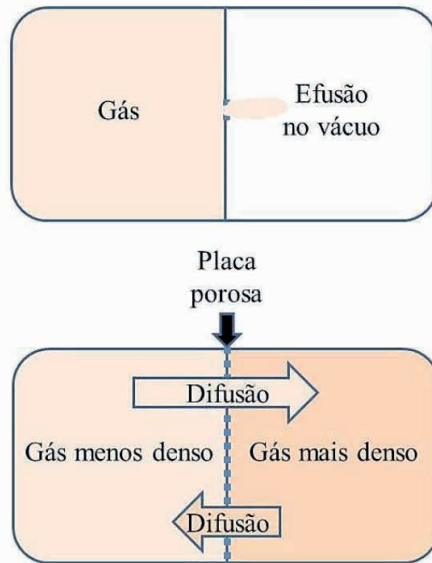 Gás
Efusão
no vácuo
Placa
porosa
Difusão
Gás menos denso
Gás mais denso
Difusão